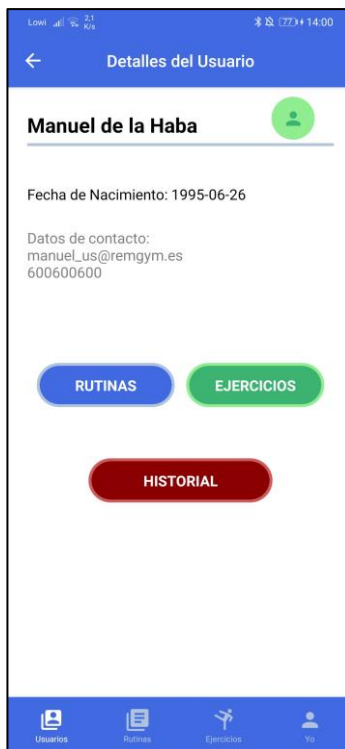 Lowi 2,1 K/s 77 14:00
Detalles del Usuario
Manuel de la Haba
Fecha de Nacimiento: 1995-06-26
Datos de contacto:
manuel_us@remgym.es
600600600
RUTINAS EJERCICIOS
HISTORIAL
Usuarios Rutinas Ejercicios Yo